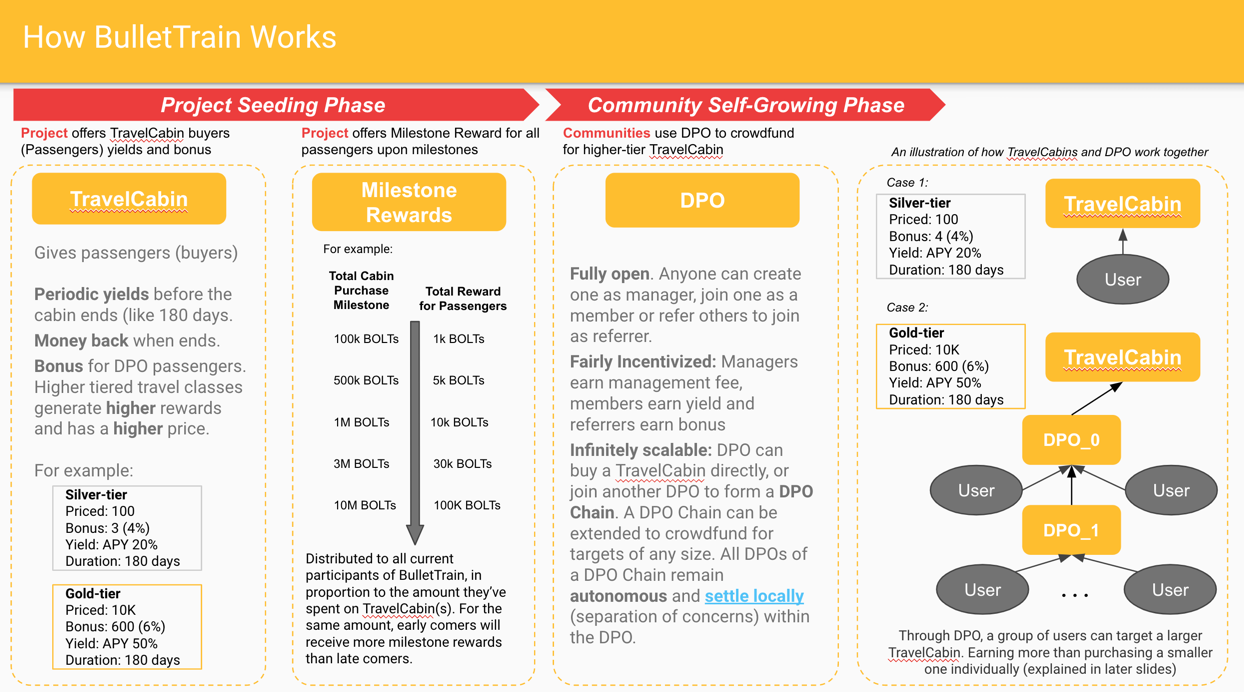 How BulletTrain Works
Project Seeding Phase
Community Self-Growing Phase
Project offers TravelCabin buyers
(Passengers) yields and bonus
Project offers Milestone Reward for all
passengers upon milestones
Communities use DPO to crowdfund
for higher-tier TravelCabin
An illustration of how TravelCabins and DPO work together
TravelCabin
Gives passengers (buyers)
Periodic yields before the
cabin ends (like 180 days.
Money back when ends.
Bonus for DPO passengers.
Higher tiered travel classes
generate higher rewards
and has a higher price.
For example:
Silver-tier
Priced: 100
Bonus: 3 (4%)
Yield: APY 20%
Duration: 180 days
Gold-tier
Priced: 10K
Bonus: 600 (6%)
Yield: APY 50%
Duration: 180 days
Milestone
Rewards
For example:
Total Cabin
Purchase
Milestone
Total Reward
for Passengers
100k BOLTs 1k BOLTs
500k BOLTs 5k BOLTs
1M BOLTs 10k BOLTs
3M BOLTs 30k BOLTs
10M BOLTs 100K BOLTs
Distributed to all current
participants of BulletTrain, in
proportion to the amount they've
spent on TravelCabin(s). For the
same amount, early comers will
receive more milestone rewards
than late comers.
DPO
Fully open. Anyone can create
one as manager, join one as a
member or refer others to join
as referrer.
Fairly Incentivized: Managers
earn management fee,
members earn yield and
referrers earn bonus
Infinitely scalable: DPO can
buy a TravelCabin directly, or
join another DPO to form a DPO
Chain. A DPO Chain can be
extended to crowdfund for
targets of any size. All DPOs of
a DPO Chain remain
autonomous and settle locally
(separation of concerns) within
the DPO.
Case 1:
Silver-tier
Priced: 100
Bonus: 4 (4%)
Yield: APY 20%
Duration: 180 days
TravelCabin
User
Case 2:
Gold-tier
Priced: 10K
Bonus: 600 (6%)
Yield: APY 50%
Duration: 180 days
TravelCabin
DPO_0
User User
DPO_1
User ... User
Through DPO, a group of users can target a larger
TravelCabin. Earning more than purchasing a smaller
one individually (explained in later slides)